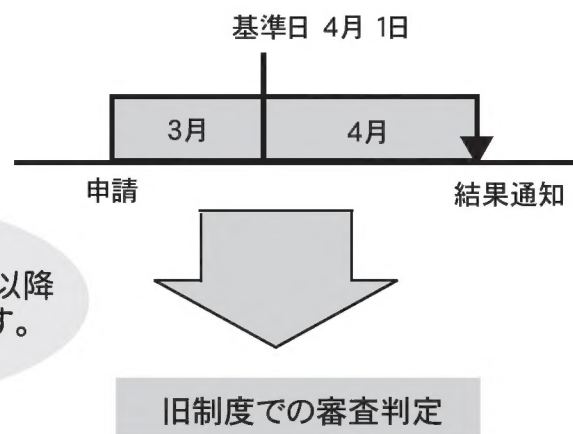 基準日 4月 1日
3月
4月
申請
結果通知
以降
す。
旧制度での審査判定